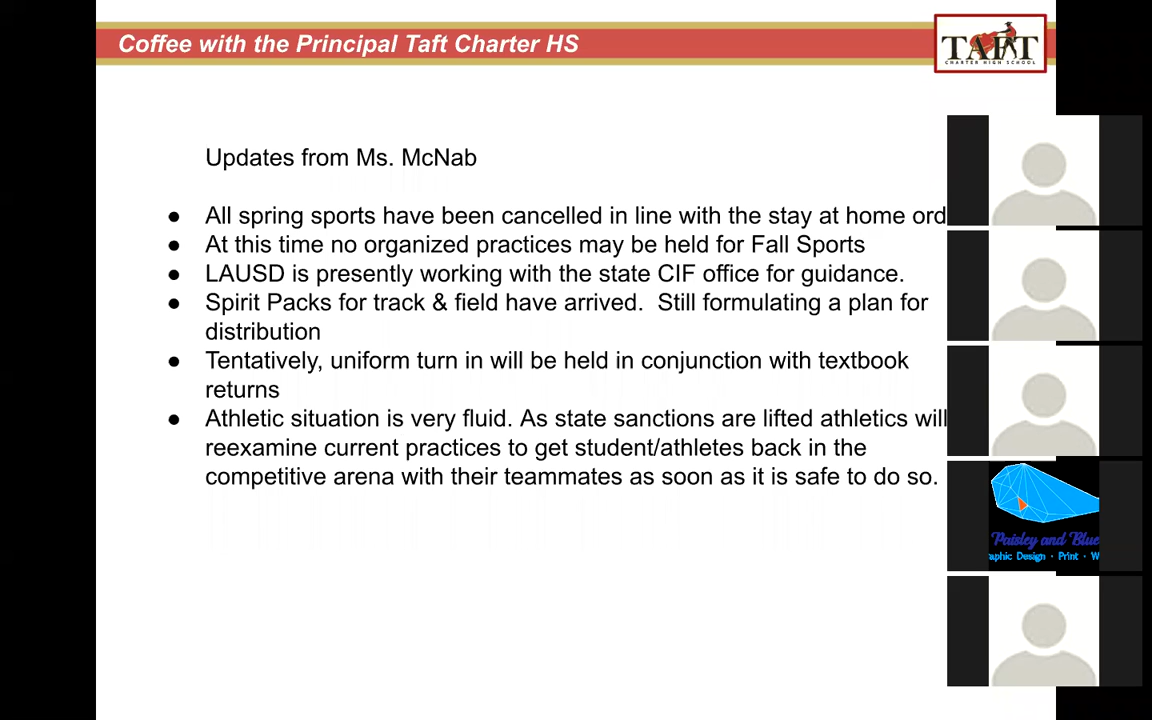 Coffee with the Principal Taft Charter HS
TAFT
CHARTER HIGH SCHOOL
Updates from Ms. McNab
● All spring sports have been cancelled in line with the stay at home ord
● At this time no organized practices may be held for Fall Sports
● LAUSD is presently working with the state CIF office for guidance.
● Spirit Packs for track & field have arrived.  Still formulating a plan for
distribution
● Tentatively, uniform turn in will be held in conjunction with textbook
returns
● Athletic situation is very fluid. As state sanctions are lifted athletics will
reexamine current practices to get student/athletes back in the
competitive arena with their teammates as soon as it is safe to do so.
Paisley and Blue
raphic Design · Print · W